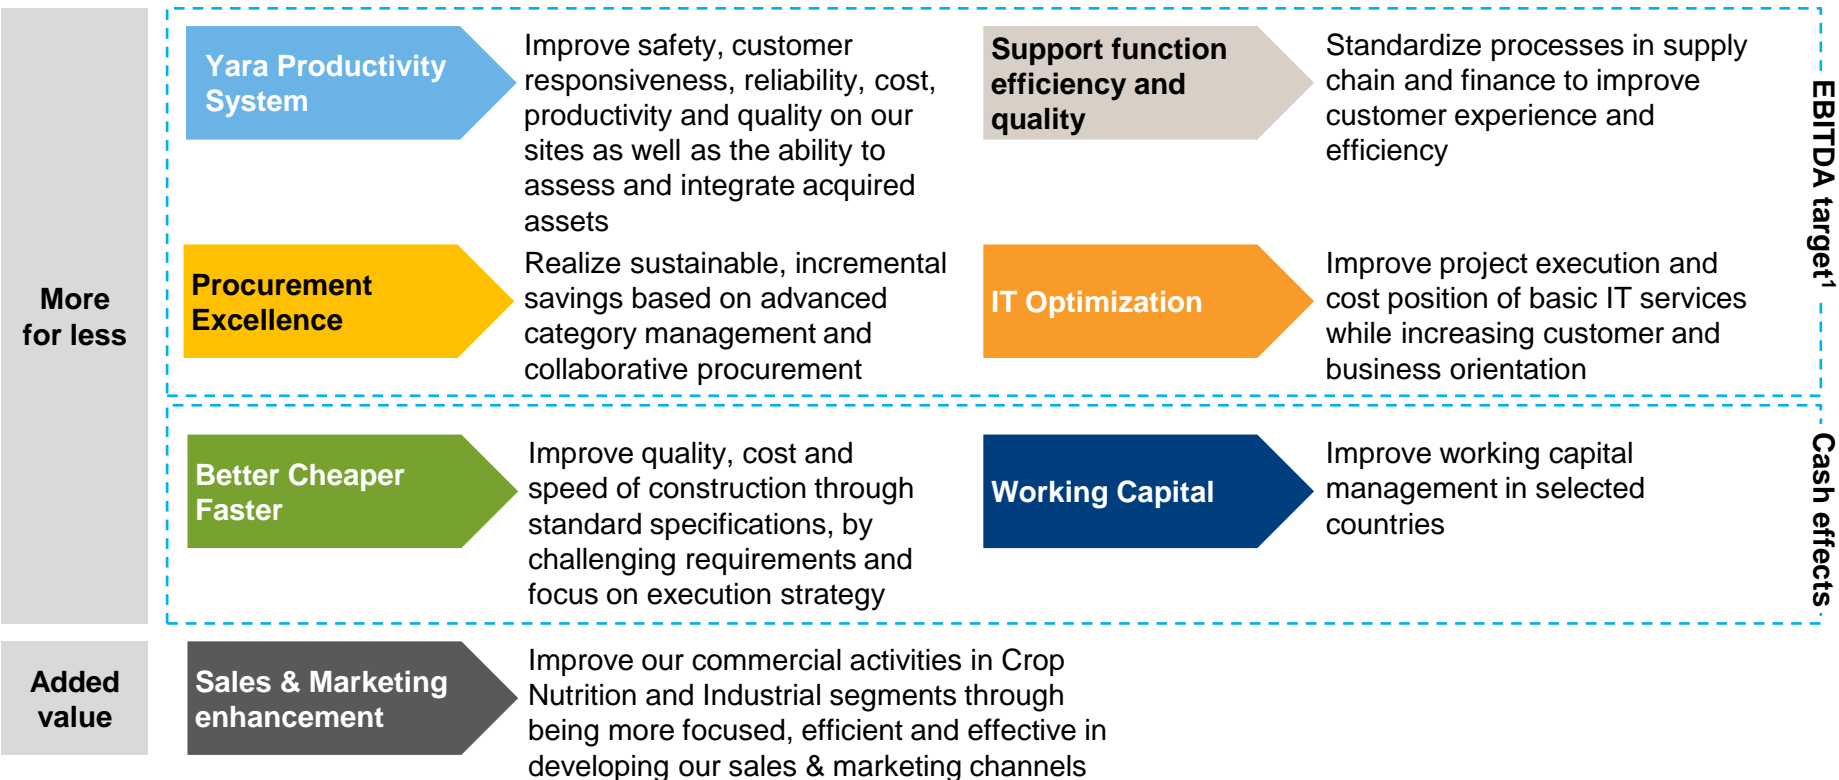 More
for less
Yara Productivity
System
Improve safety, customer
responsiveness, reliability, cost,
productivity and quality on our
sites as well as the ability to
assess and integrate acquired
assets
Support function
efficiency and
quality
Standardize processes in supply
chain and finance to improve
customer experience and
efficiency
Procurement
Excellence
Realize sustainable, incremental
savings based on advanced
category management and
collaborative procurement
IT Optimization
Improve project execution and
cost position of basic IT services
while increasing customer and
business orientation
EBITDA target¹
Better Cheaper
Faster
Improve quality, cost and
speed of construction through
standard specifications, by
challenging requirements and
focus on execution strategy
Working Capital
Improve working capital
management in selected
countries
Cash effects
Added
value
Sales & Marketing
enhancement
Improve our commercial activities in Crop
Nutrition and Industrial segments through
being more focused, efficient and effective in
developing our sales & marketing channels